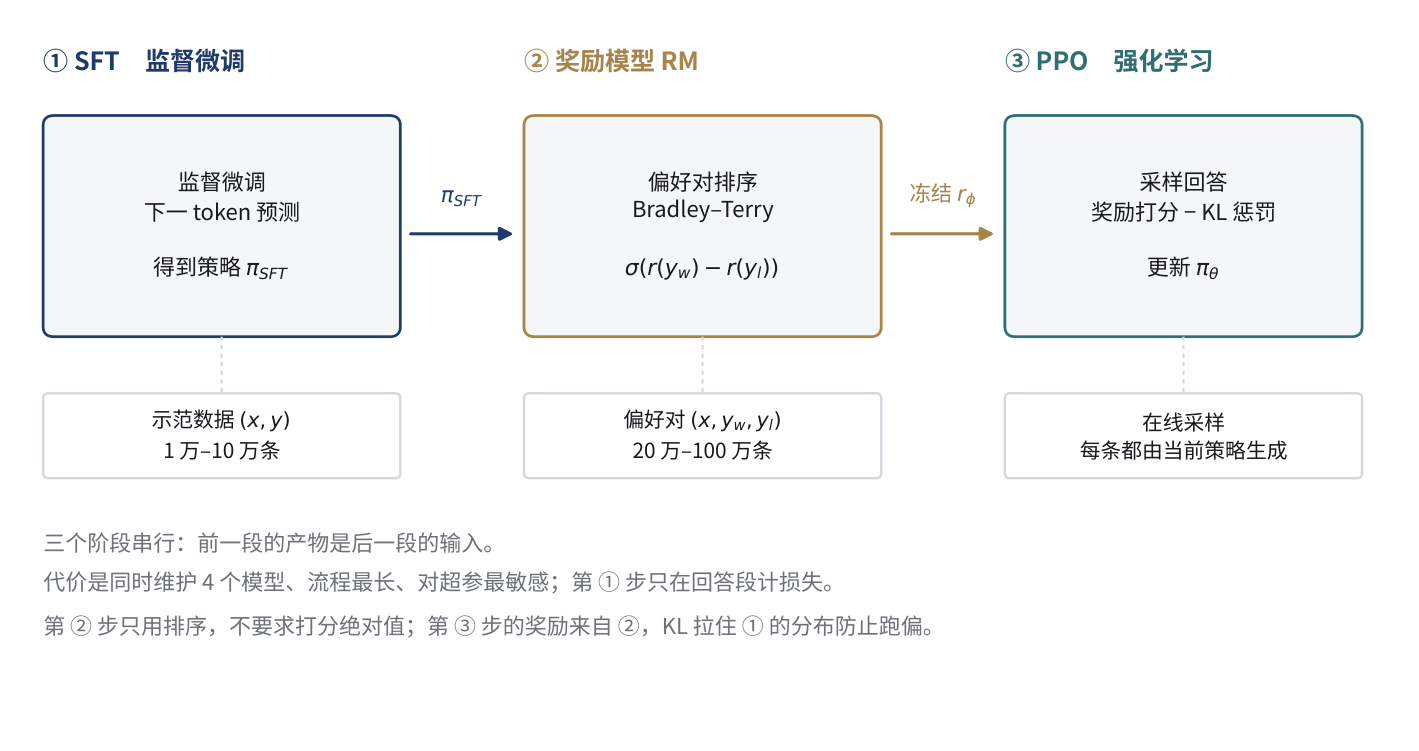 ① SFT 监督微调
② 奖励模型 RM
③ PPO 强化学习
监督微调
下一 token 预测
得到策略 π_SFT
π_SFT
偏好对排序
Bradley–Terry
σ(r(y_w) − r(y_l))
冻结 r_ϕ
采样回答
奖励打分 − KL 惩罚
更新 π_θ
示范数据 (x, y)
1 万–10 万条
偏好对 (x, y_w, y_l)
20 万–100 万条
在线采样
每条都由当前策略生成
三个阶段串行：前一段的产物是后一段的输入。
代价是同时维护 4 个模型、流程最长、对超参最敏感；第 ① 步只在回答段计损失。
第 ② 步只用排序，不要求打分绝对值；第 ③ 步的奖励来自 ②，KL 拉住 ① 的分布防止跑偏。